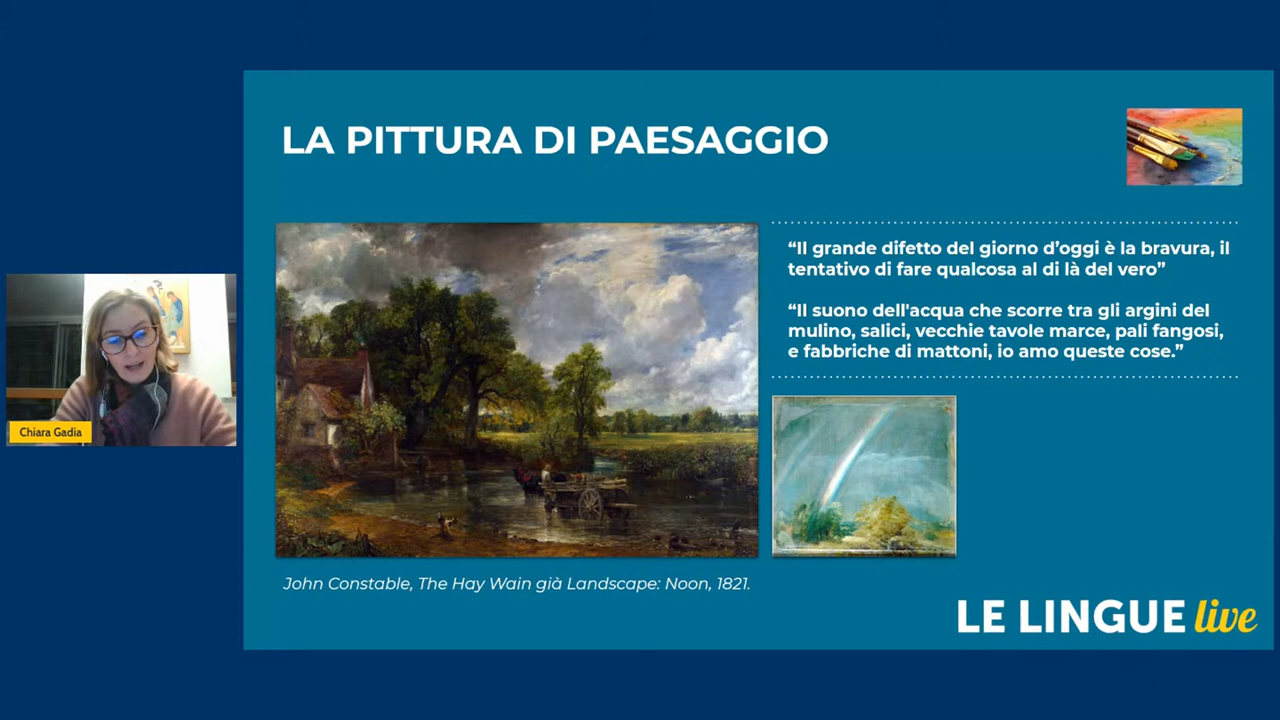 LA PITTURA DI PAESAGGIO
“Il grande difetto del giorno d’oggi è la bravura, il
tentativo di fare qualcosa al di là del vero”
“Il suono dell'acqua che scorre tra gli argini del
mulino, salici, vecchie tavole marce, pali fangosi,
e fabbriche di mattoni, io amo queste cose.”
Chiara Gadia
John Constable, The Hay Wain già Landscape: Noon, 1821.
LE LINGUE live